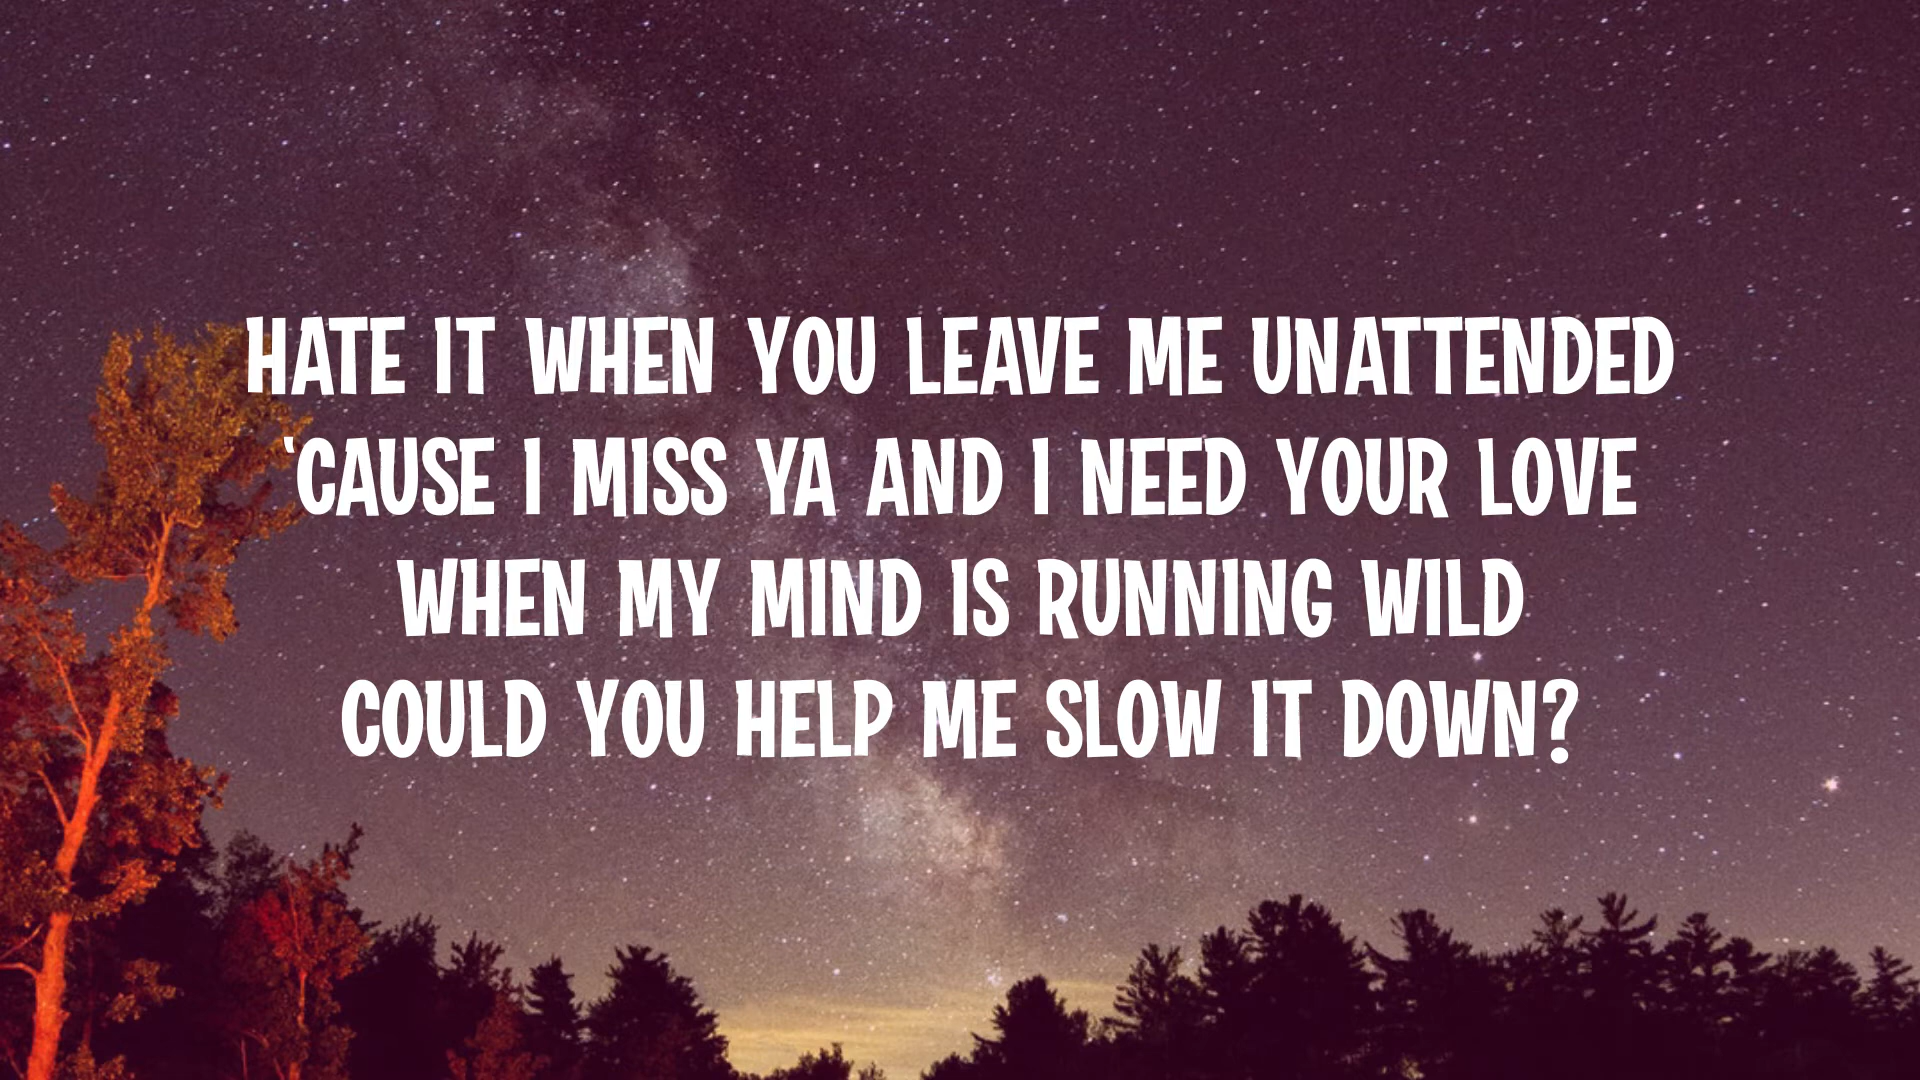 HATE IT WHEN YOU LEAVE ME UNATTENDED
‘CAUSE I MISS YA AND I NEED YOUR LOVE
WHEN MY MIND IS RUNNING WILD
COULD YOU HELP ME SLOW IT DOWN?